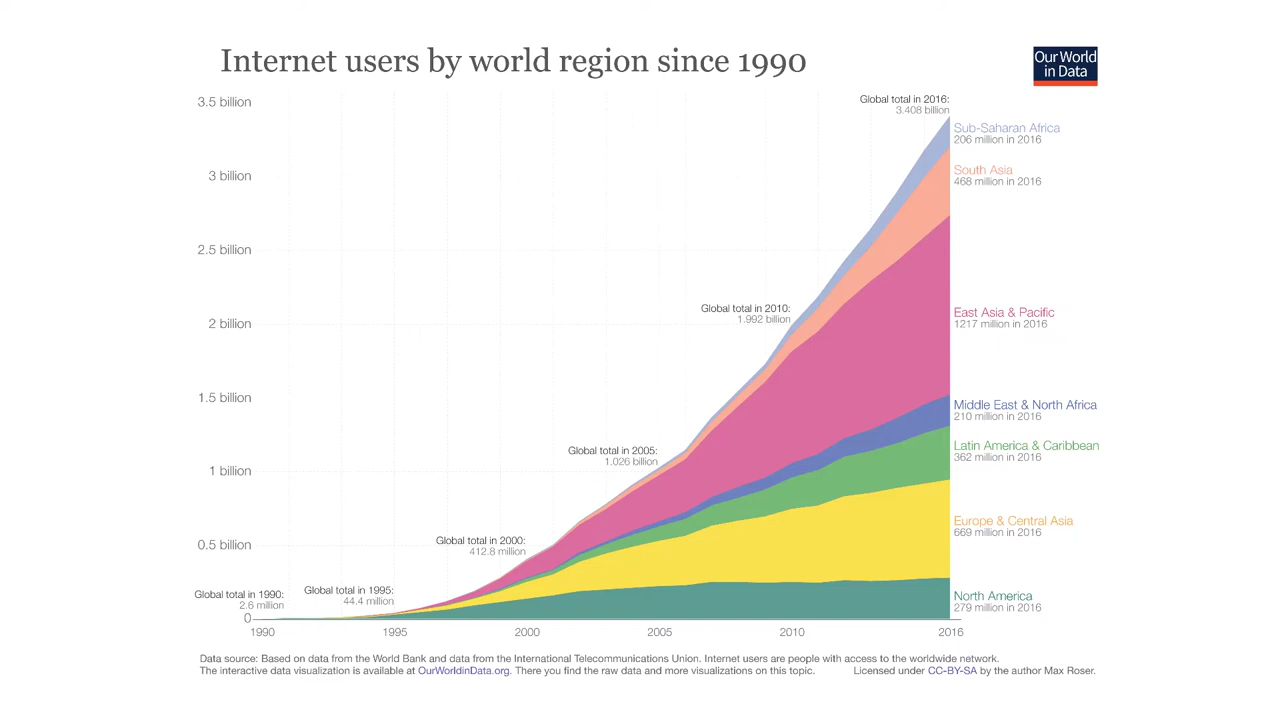 Internet users by world region since 1990
Our World
in Data
3.5 billion
Global total in 2016:
3.408 billion
Sub-Saharan Africa
206 million in 2016
South Asia
468 million in 2016
3 billion
2.5 billion
Global total in 2010:
1.992 billion
2 billion
East Asia & Pacific
1217 million in 2016
1.5 billion
Middle East & North Africa
210 million in 2016
Latin America & Caribbean
362 million in 2016
Global total in 2005:
1.026 billion
1 billion
Europe & Central Asia
669 million in 2016
Global total in 2000:
412.8 million
0.5 billion
Global total in 1995:
44.4 million
Global total in 1990:
2.6 million
North America
279 million in 2016
0
1990
1995
2000
2005
2010
2016
Data source: Based on data from the World Bank and data from the International Telecommunications Union. Internet users are people with access to the worldwide network.
The interactive data visualization is available at OurWorldinData.org. There you find the raw data and more visualizations on this topic.
Licensed under CC-BY-SA by the author Max Roser.